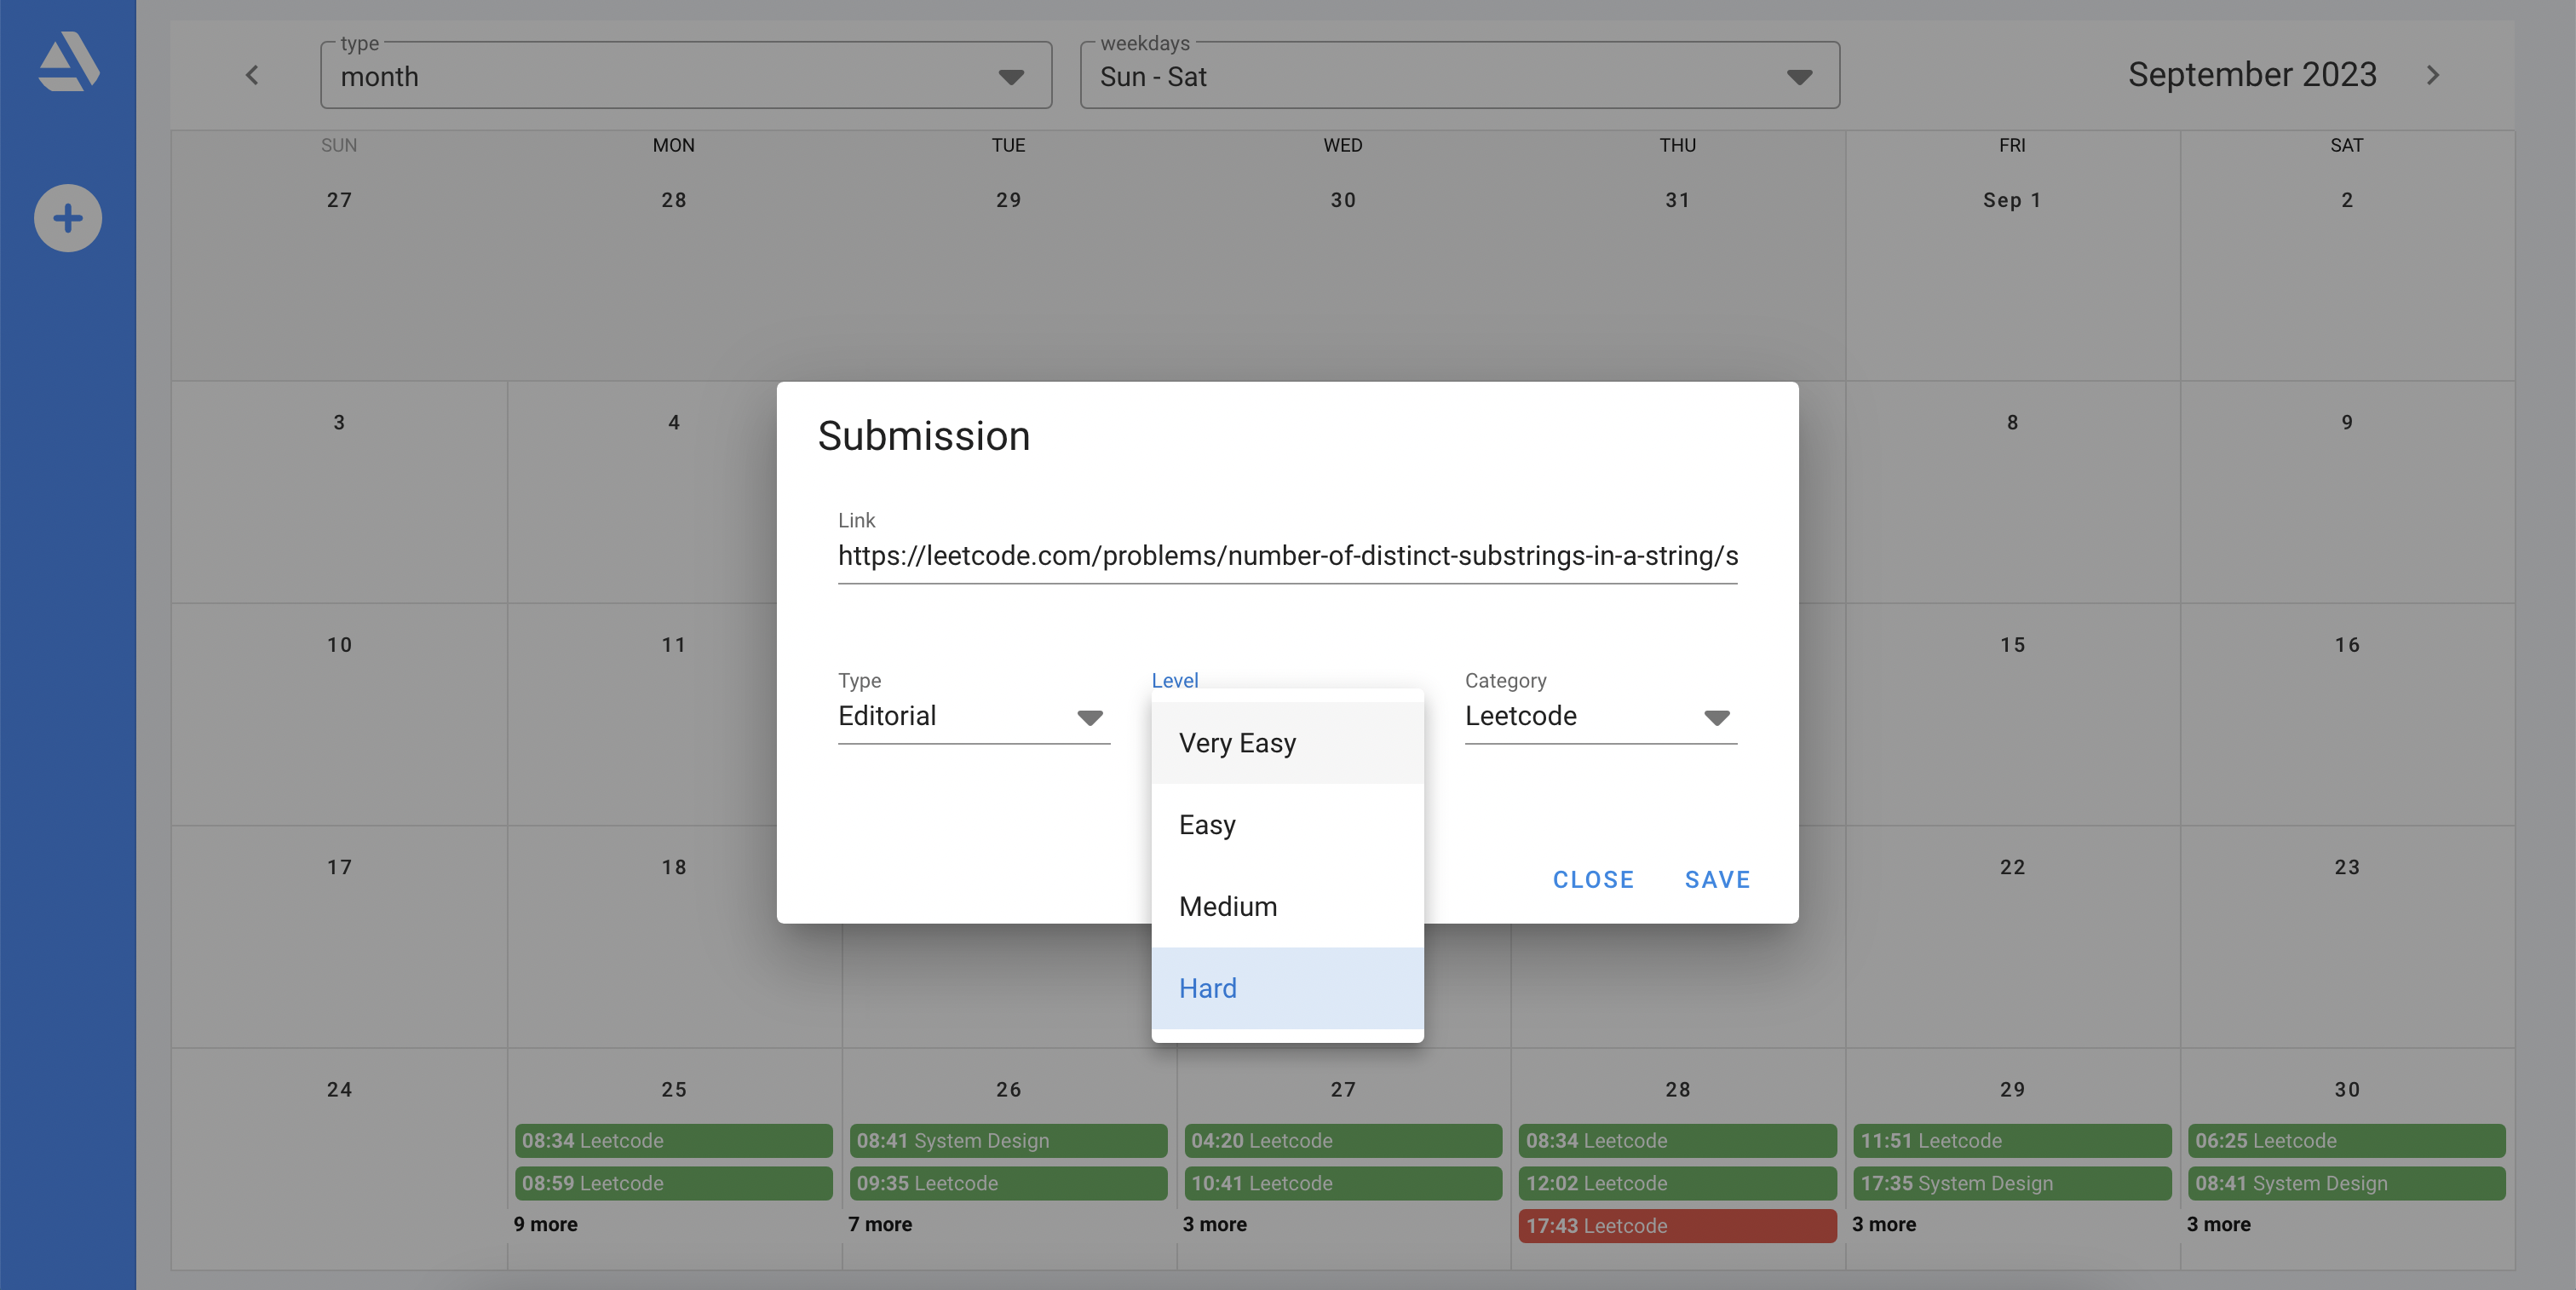 type
month
weekdays
Sun - Sat
September 2023
SUN MON TUE WED THU FRI SAT
27 28 29 30 31 Sep 1 2
3 4 8 9
Submission
Link
https://leetcode.com/problems/number-of-distinct-substrings-in-a-string/s
10 11 15 16
Type
Editorial
Level
Very Easy
Easy
Medium
Hard
Category
Leetcode
CLOSE SAVE
17 18 22 23
24 25 26 27 28 29 30
08:34 Leetcode
08:59 Leetcode
9 more
08:41 System Design
09:35 Leetcode
7 more
04:20 Leetcode
10:41 Leetcode
3 more
08:34 Leetcode
12:02 Leetcode
17:43 Leetcode
11:51 Leetcode
17:35 System Design
3 more
06:25 Leetcode
08:41 System Design
3 more